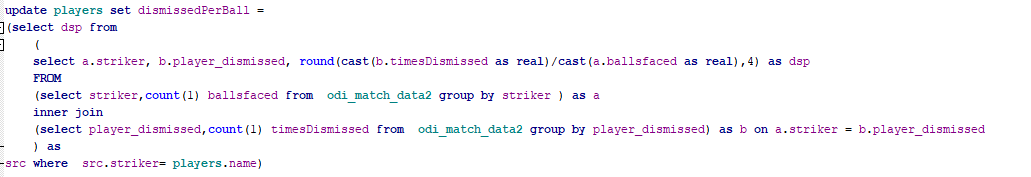 update players set dismissedPerBall =
(select dsp from
(
select a.striker, b.player_dismissed, round(cast(b.timesDismissed as real)/cast(a.ballsfaced as real),4) as dsp
FROM
(select striker,count(1) ballsfaced from odi_match_data2 group by striker ) as a
inner join
(select player_dismissed,count(1) timesDismissed from odi_match_data2 group by player_dismissed) as b on a.striker = b.player_dismissed
) as
src where src.striker= players.name)